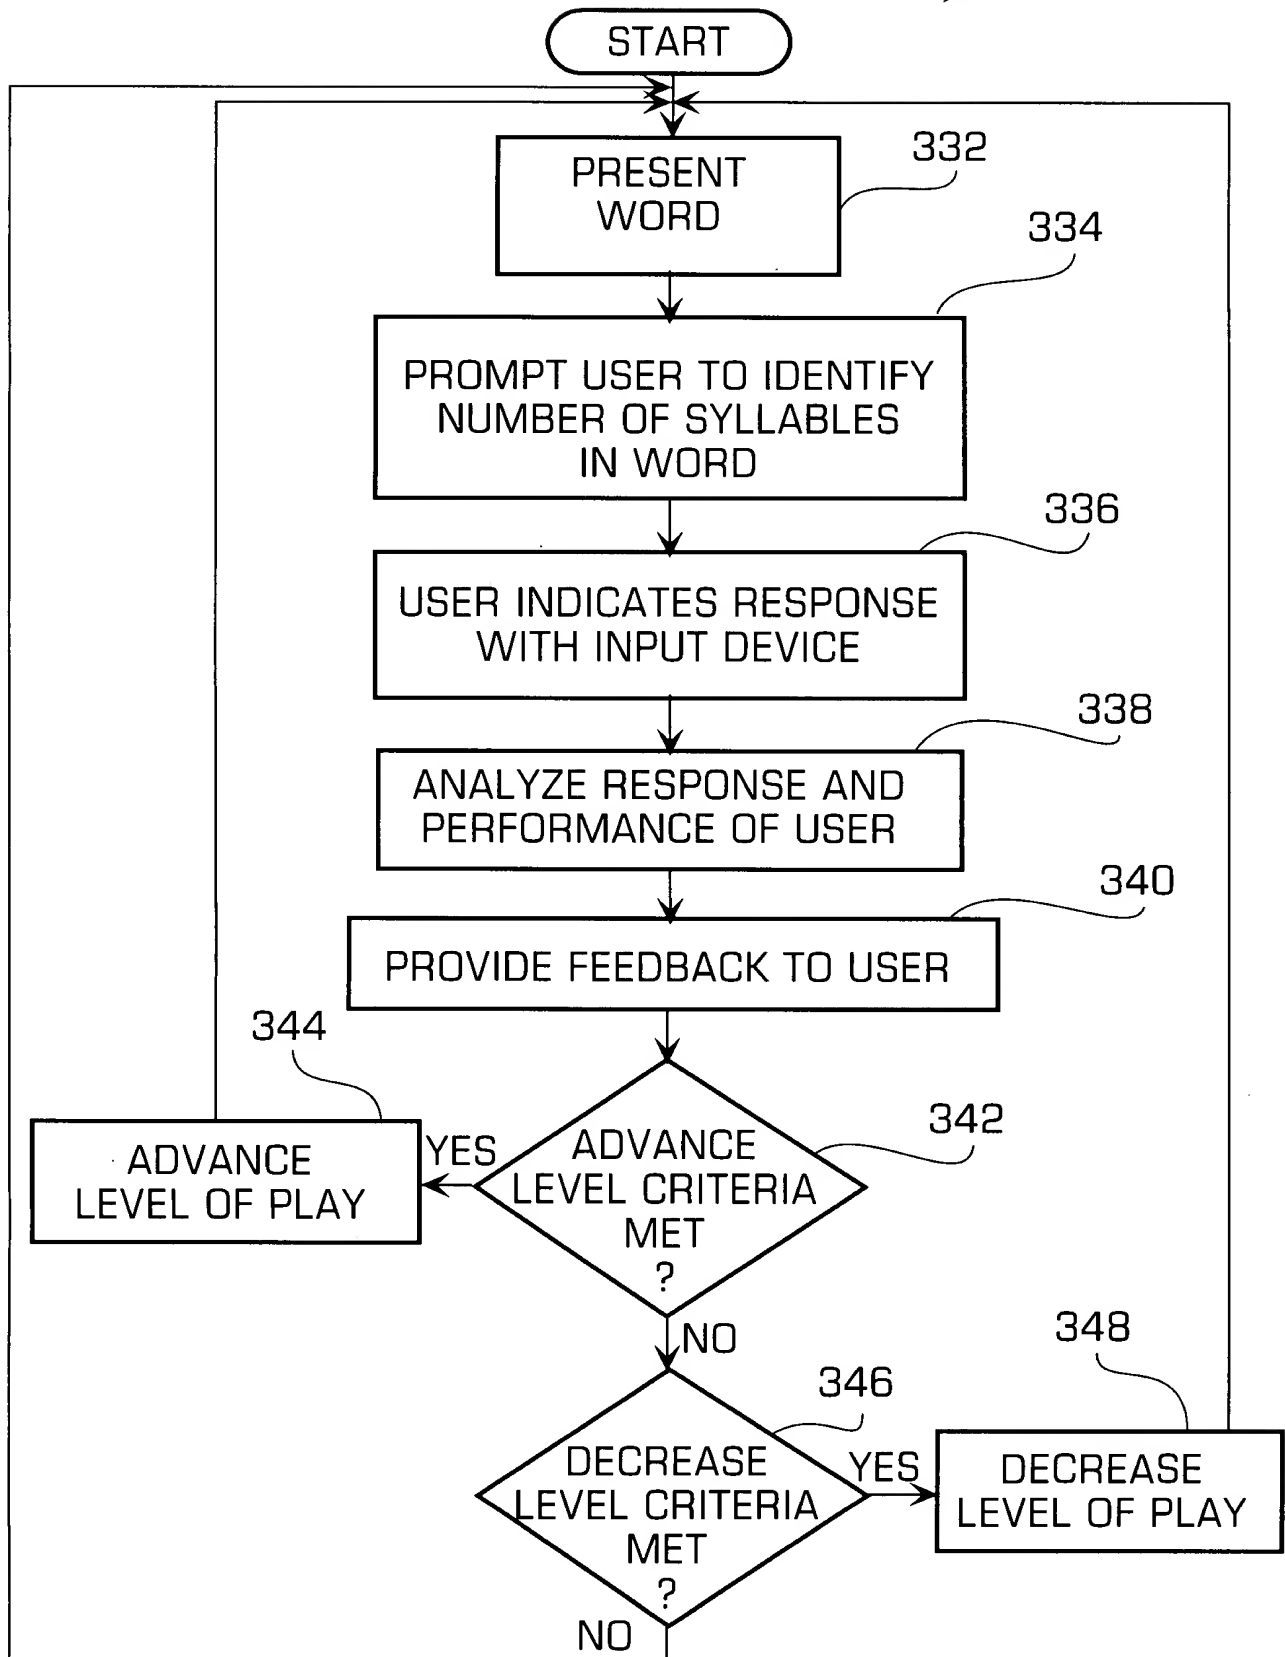 START
332
PRESENT
WORD
334
PROMPT USER TO IDENTIFY
NUMBER OF SYLLABLES
IN WORD
336
USER INDICATES RESPONSE
WITH INPUT DEVICE
338
ANALYZE RESPONSE AND
PERFORMANCE OF USER
340
PROVIDE FEEDBACK TO USER
344
342
ADVANCE
LEVEL OF PLAY
YES
ADVANCE
LEVEL CRITERIA
MET
?
NO
348
346
DECREASE
LEVEL CRITERIA
MET
?
YES
DECREASE
LEVEL OF PLAY
NO